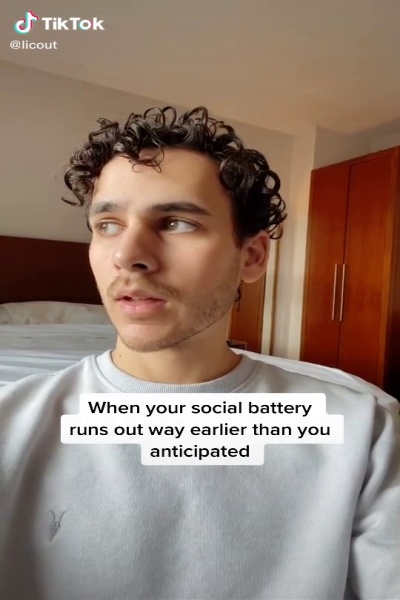 TikTok
@licout
When your social battery
runs out way earlier than you
anticipated